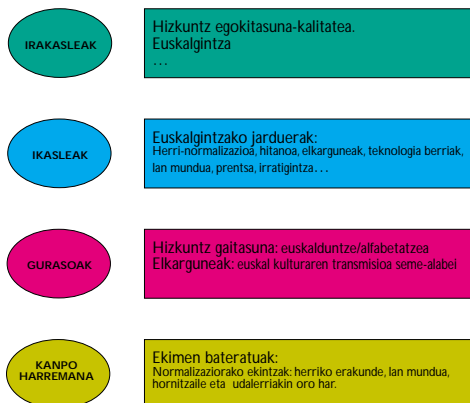 IRAKASLEAK
Hizkuntz egokitasuna-kalitatea.
Euskalgintza
...
IKASLEAK
Euskalgintzako jarduerak:
Herri-normalizazioa, hitanoa, elkarguneak, teknologia berriak,
lan mundua, prentsa, irratigintza...
GURASOAK
Hizkuntz gaitasuna: euskalduntze/alfabetatzea
Elkarguneak: euskal kulturaren transmisioa seme-alabei
KANPO
HARREMANA
Ekimen bateratuak:
Normalizaziorako ekintzak: herriko erakunde, lan mundua,
hornitzaile eta udalerriakin oro har.